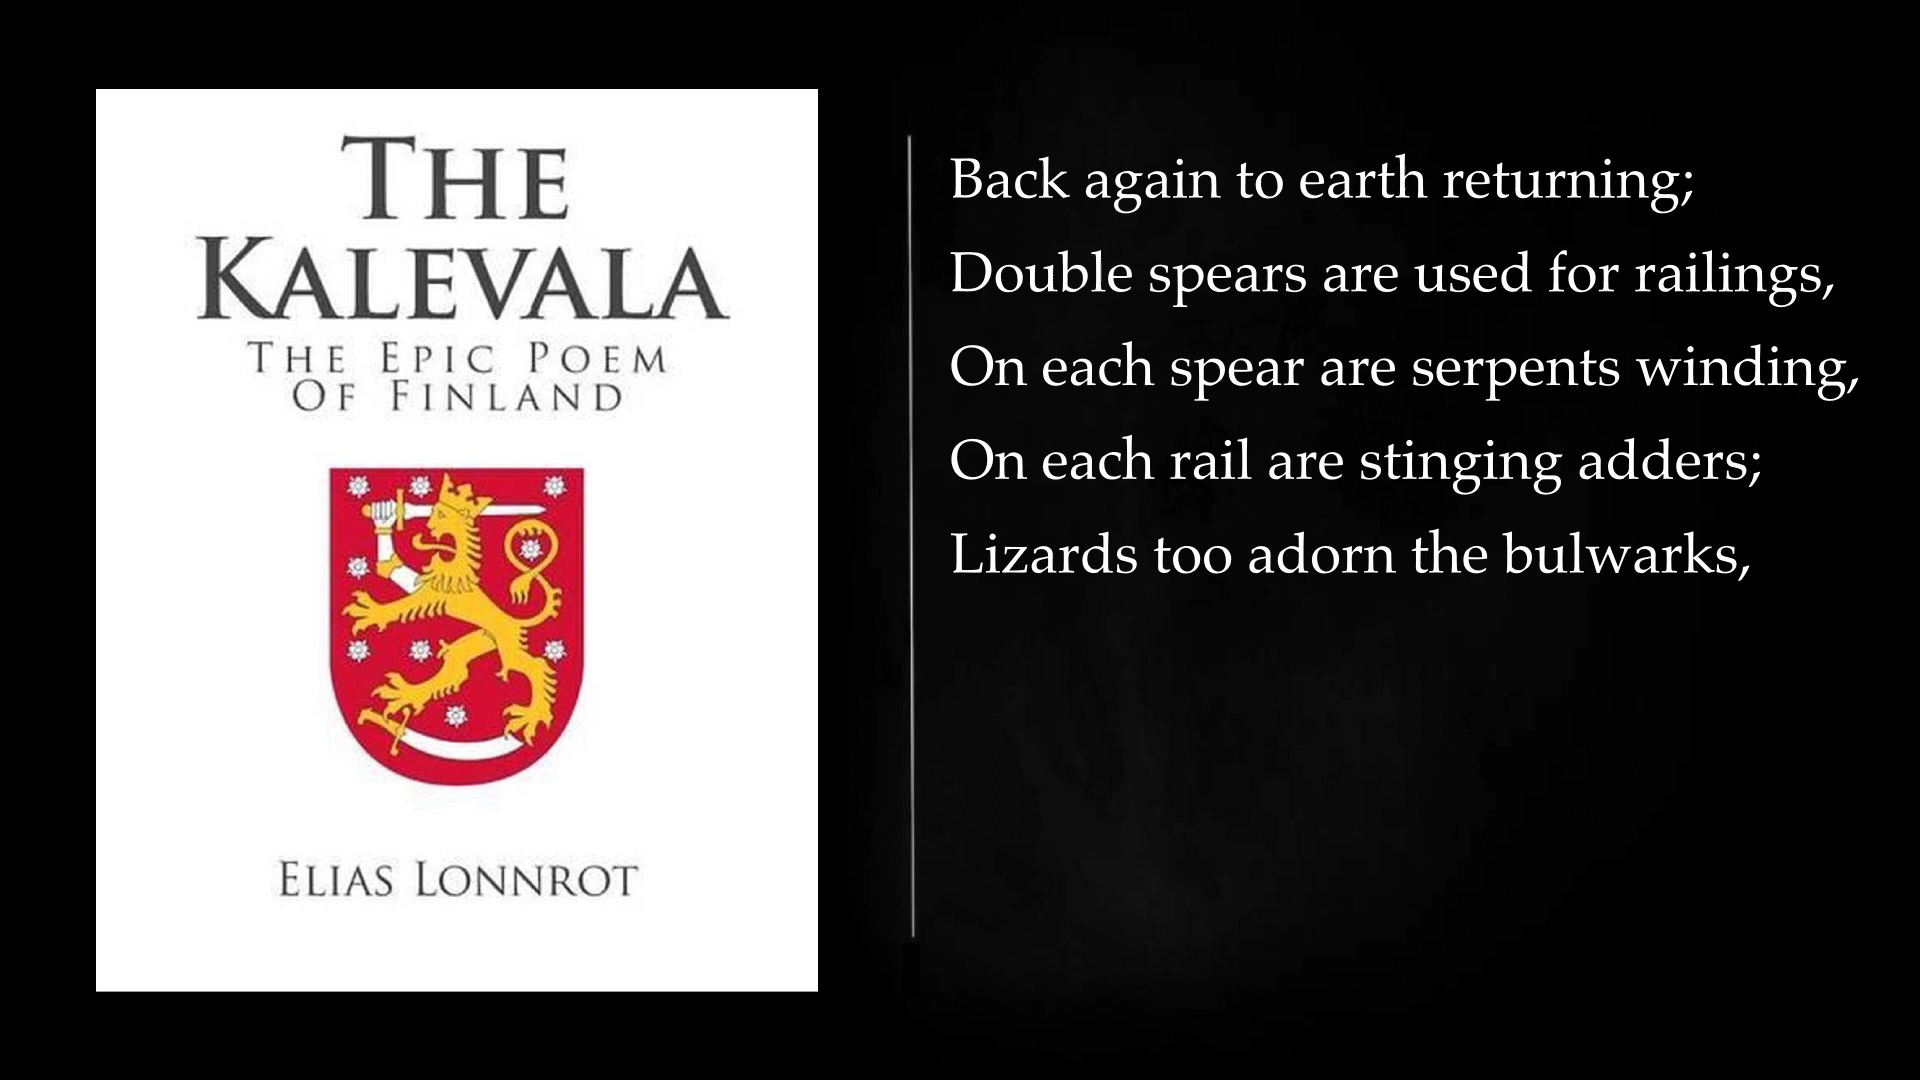 THE
KALEVALA
THE EPIC POEM
OF FINLAND
ELIAS LONNROT
Back again to earth returning;
Double spears are used for railings,
On each spear are serpents winding,
On each rail are stinging adders;
Lizards too adorn the bulwarks,